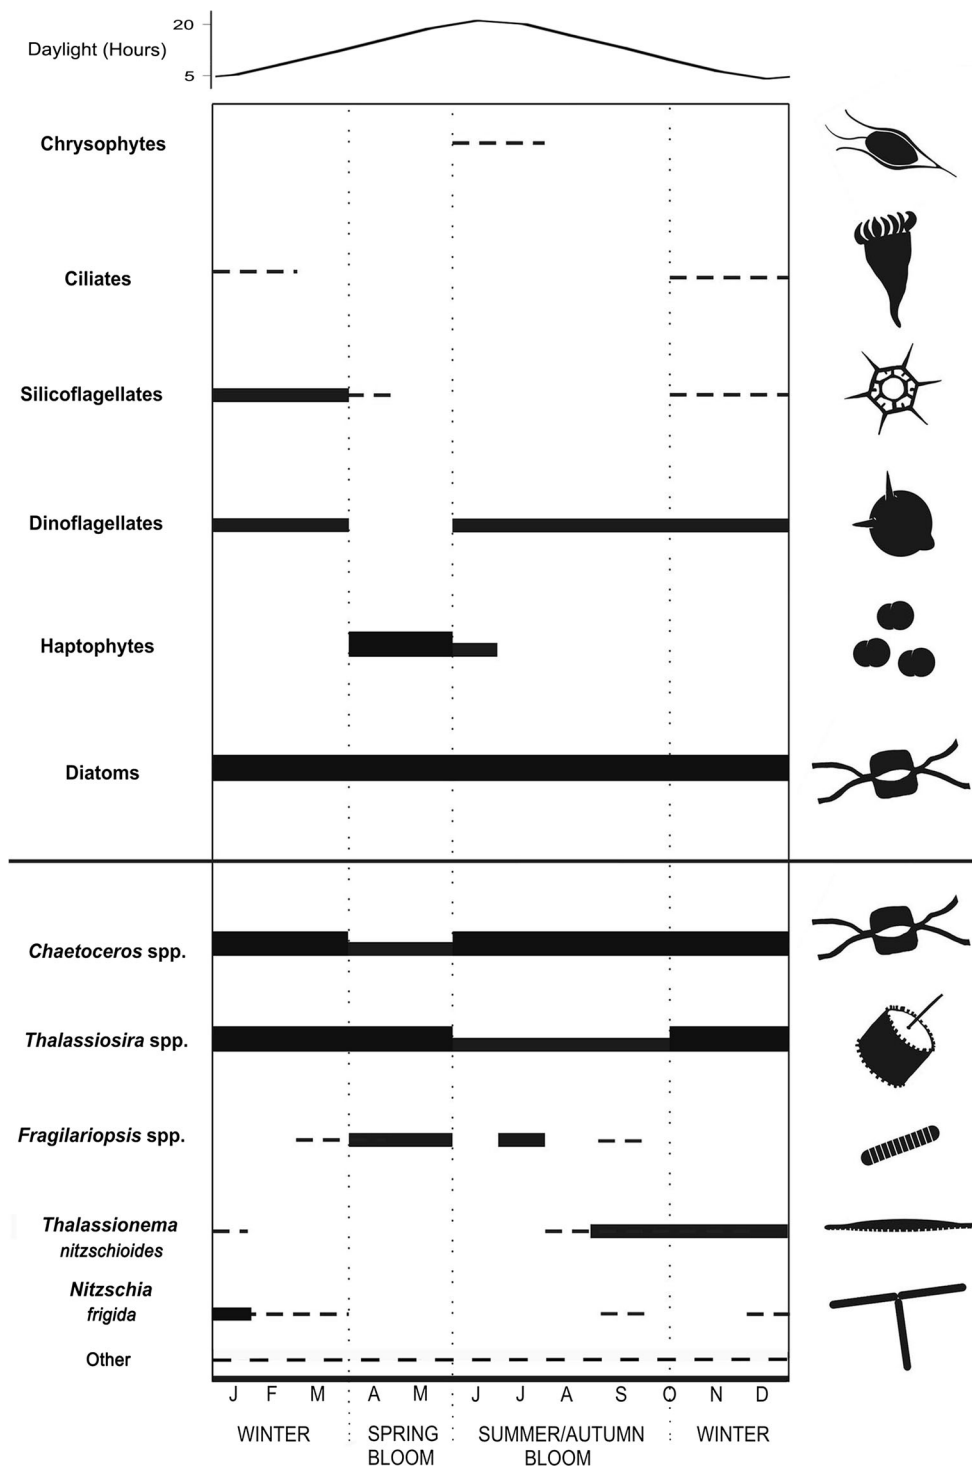 20
Daylight (Hours)
5
Chrysophytes
Ciliates
Silicoflagellates
Dinoflagellates
Haptophytes
Diatoms
Chaetoceros spp.
Thalassiosira spp.
Fragilariopsis spp.
Thalassionema
nitzschioides
Nitzschia
frigida
Other
J F M A M J J A S O N D
WINTER SPRING SUMMER/AUTUMN WINTER
BLOOM BLOOM